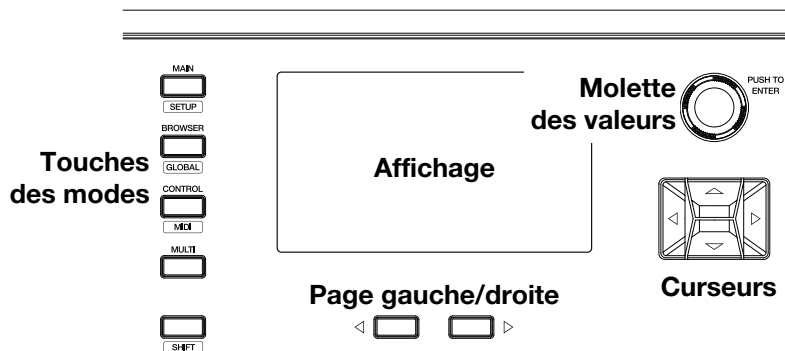 MAIN
SETUP
BROWSER
GLOBAL
CONTROL
MIDI
MULTI
SHIFT
Touches
des modes
Affichage
Page gauche/droite
Molette
des valeurs
PUSH TO
ENTER
Curseurs